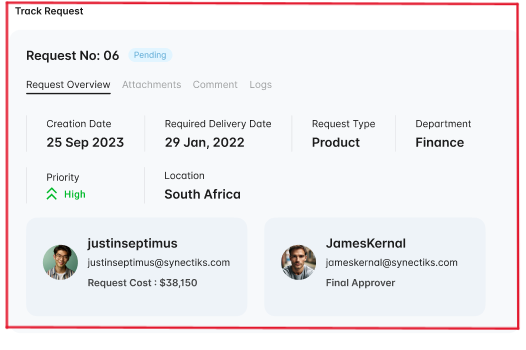 Track Request
Request No: 06 Pending
Request Overview Attachments Comment Logs
Creation Date Required Delivery Date Request Type Department
25 Sep 2023 29 Jan, 2022 Product Finance
Priority Location
High South Africa
justinseptimus JamesKernal
justinseptimus@synectiks.com jameskernal@synectiks.com
Request Cost : $38,150 Final Approver